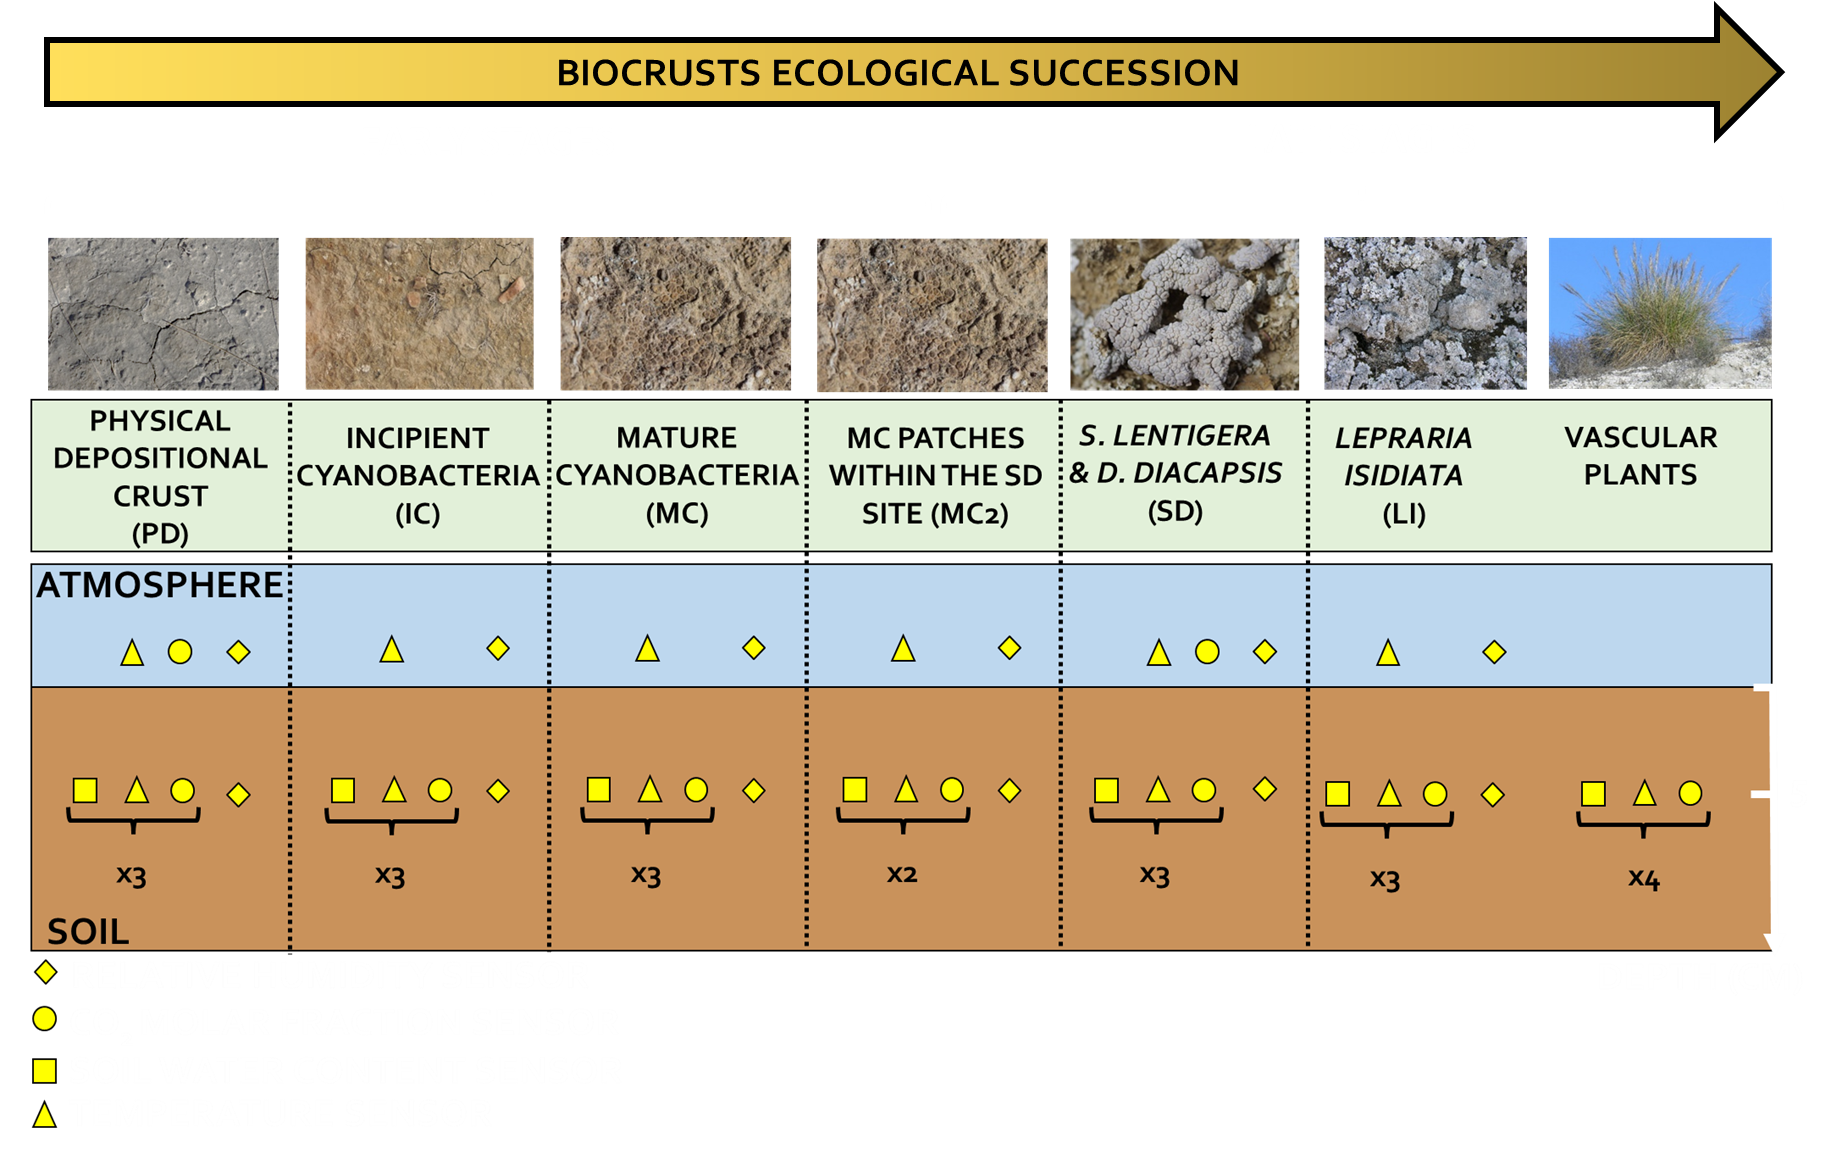 BIOCRUSTS ECOLOGICAL SUCCESSION
PHYSICAL
DEPOSITIONAL
CRUST
(PD)
INCIPIENT
CYANOBACTERIA
(IC)
MATURE
CYANOBACTERIA
(MC)
MC PATCHES
WITHIN THE SD
SITE (MC2)
S. LENTIGERA
& D. DIACAPSIS
(SD)
LEPRARIA
ISIDIATA
(LI)
VASCULAR
PLANTS
ATMOSPHERE
x3
x3
x3
x2
x3
x3
x4
SOIL